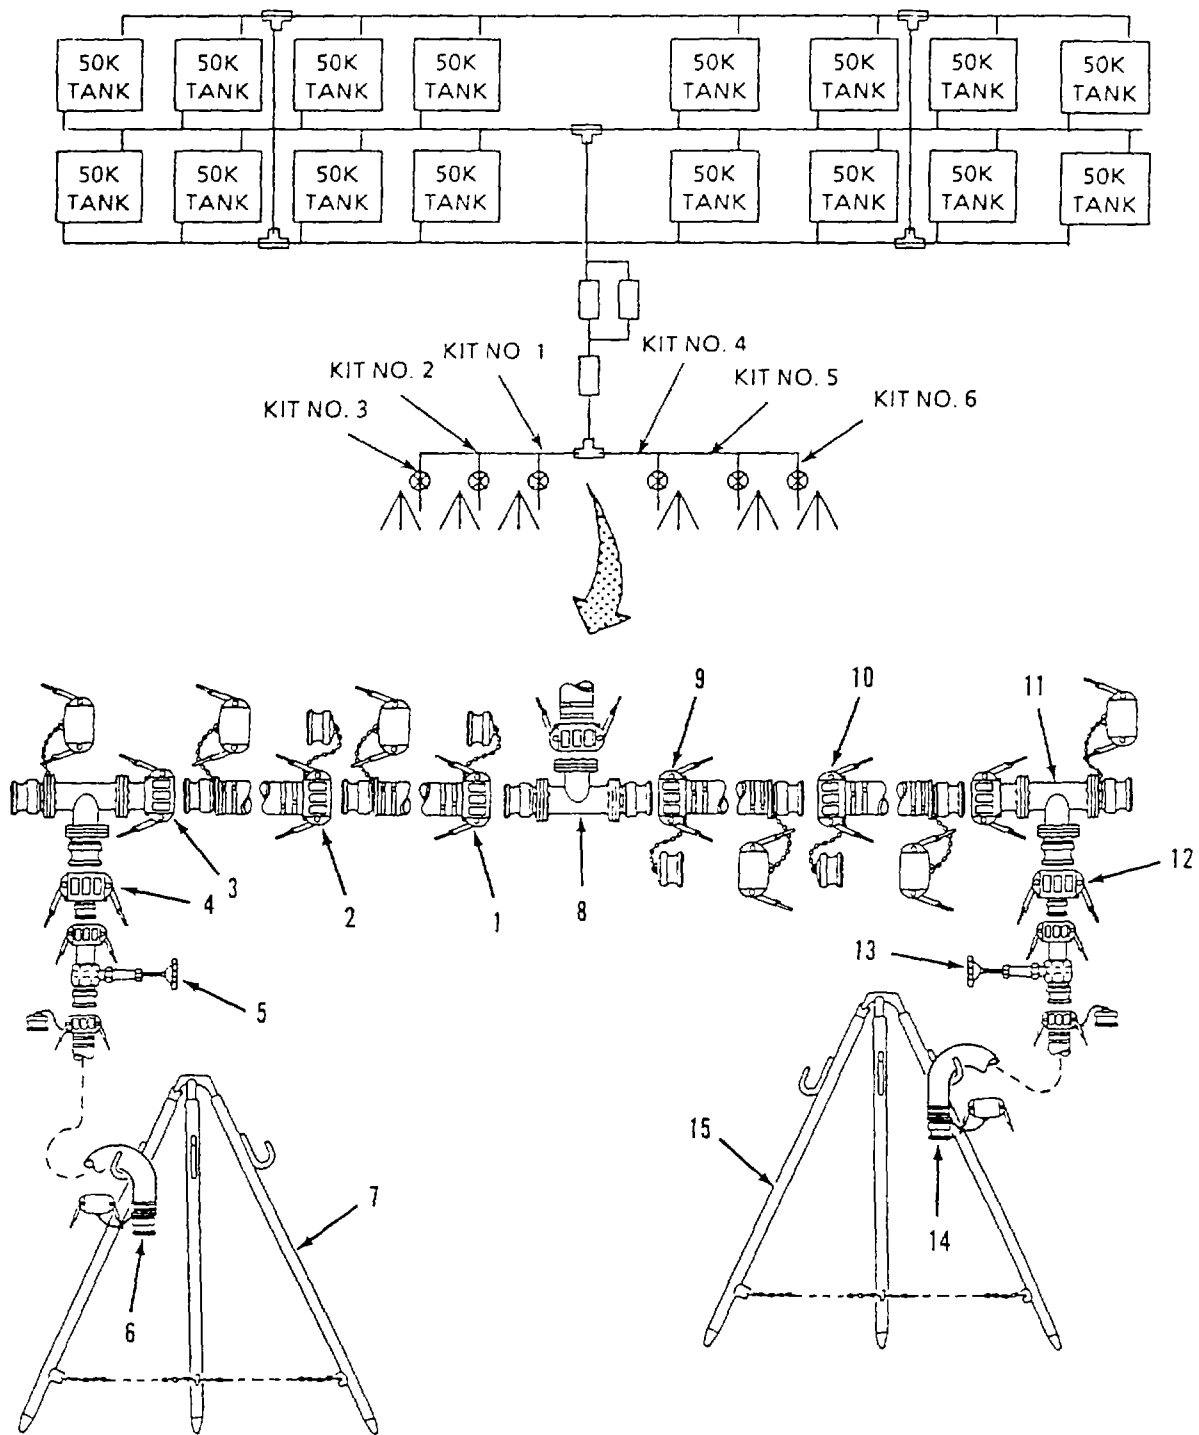 50K 50K 50K 50K 50K 50K 50K 50K
TANK TANK TANK TANK TANK TANK TANK TANK
50K 50K 50K 50K 50K 50K 50K 50K
TANK TANK TANK TANK TANK TANK TANK TANK
KIT NO 1
KIT NO. 4
KIT NO. 2
KIT NO. 5
KIT NO. 3
KIT NO. 6
9
10
11
12
3
4
2
1
8
13
5
15
7
14
6